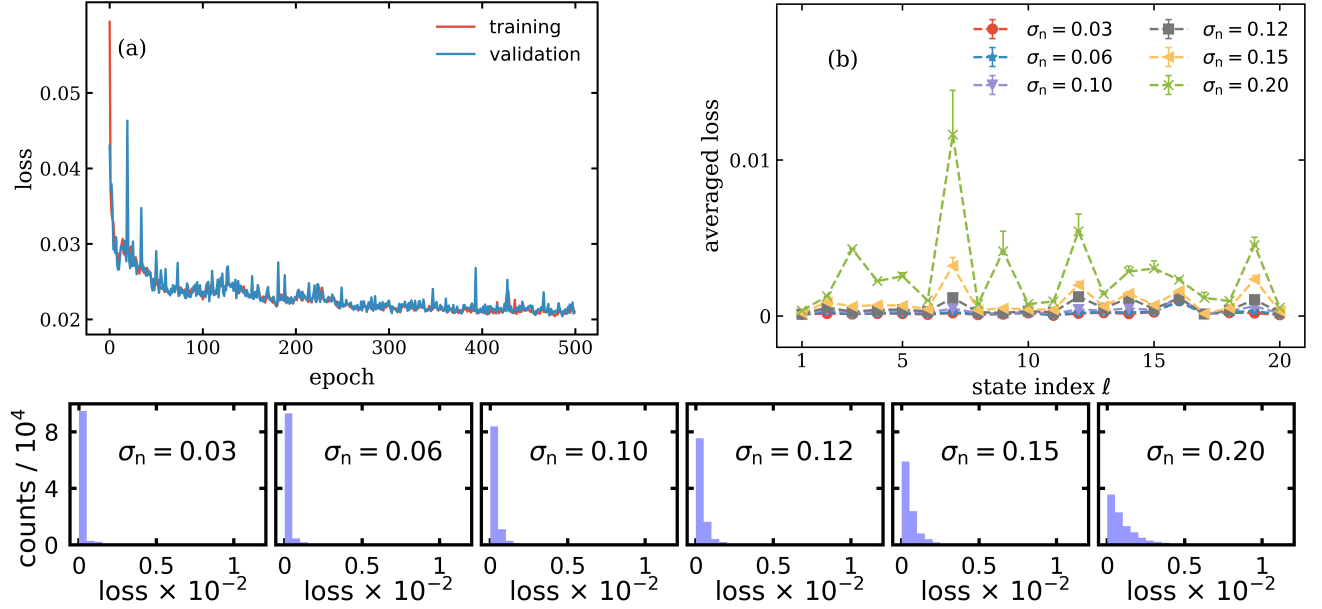 (a)
training
validation
0.05
0.04
0.03
0.02
loss
0 100 200 300 400 500
epoch
(b)
σn = 0.03 σn = 0.12
σn = 0.06 σn = 0.15
σn = 0.10 σn = 0.20
0.01
0
averaged loss
1 5 10 15 20
state index ℓ
counts / 10^4
8
4
0
σn = 0.03 σn = 0.06 σn = 0.10 σn = 0.12 σn = 0.15 σn = 0.20
0 0.5 1 0 0.5 1 0 0.5 1 0 0.5 1 0 0.5 1 0 0.5 1
loss × 10^−2 loss × 10^−2 loss × 10^−2 loss × 10^−2 loss × 10^−2 loss × 10^−2